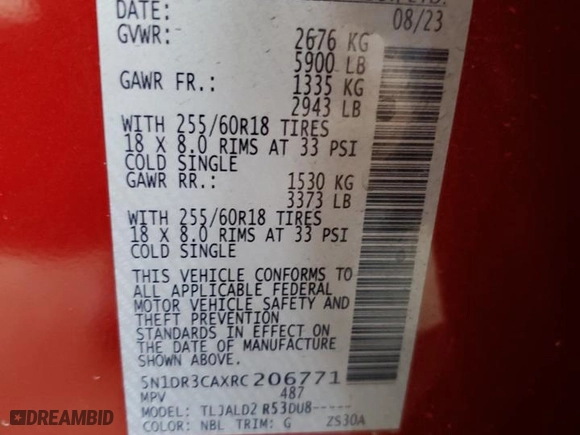 DATE: 08/23
GVWR: 2676 KG
5900 LB
GAWR FR.: 1335 KG
2943 LB
WITH 255/60R18 TIRES
18 X 8.0 RIMS AT 33 PSI
COLD SINGLE
GAWR RR.: 1530 KG
3373 LB
WITH 255/60R18 TIRES
18 X 8.0 RIMS AT 33 PSI
COLD SINGLE
THIS VEHICLE CONFORMS TO
ALL APPLICABLE FEDERAL
MOTOR VEHICLE SAFETY AND
THEFT PREVENTION
STANDARDS IN EFFECT ON
THE DATE OF MANUFACTURE
SHOWN ABOVE.
5N1DR3CAXRC206771
MPV 487
MODEL: TLJALD2 R53DU8-----
COLOR: NBL TRIM: G ZS30A
DREAMBID